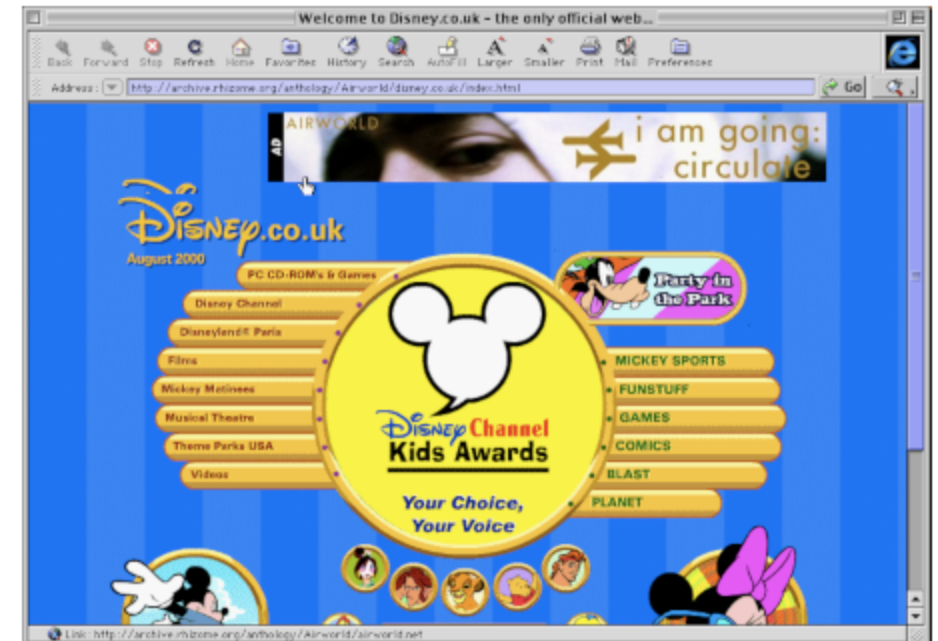 Welcome to Disney.co.uk – the only official web...
Back Forward Stop Refresh Home Favorites History Search AutoFill Larger Smaller Print Mail Preferences
Address: http://archive.rhizome.org/anthology/Airworld/disney.co.uk/index.html Go
AD
AIRWORLD
i am going:
circulate
Disney.co.uk
August 2000
PC CD-ROM's & Games
Disney Channel
Disneyland® Paris
Films
Mickey Matinees
Musical Theatre
Theme Parks USA
Videos
Disney Channel
Kids Awards
Your Choice,
Your Voice
Party in
the Park
MICKEY SPORTS
FUNSTUFF
GAMES
COMICS
BLAST
PLANET
Link: http://archive.rhizome.org/anthology/Airworld/airworld.net